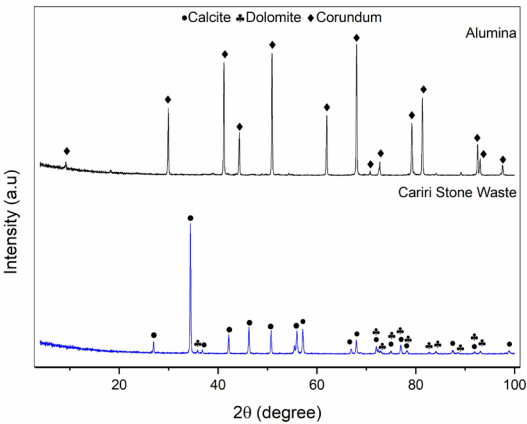 ●Calcite ♣Dolomite ♦Corundum
Alumina
Cariri Stone Waste
Intensity (a.u)
20 40 60 80 100
2θ (degree)